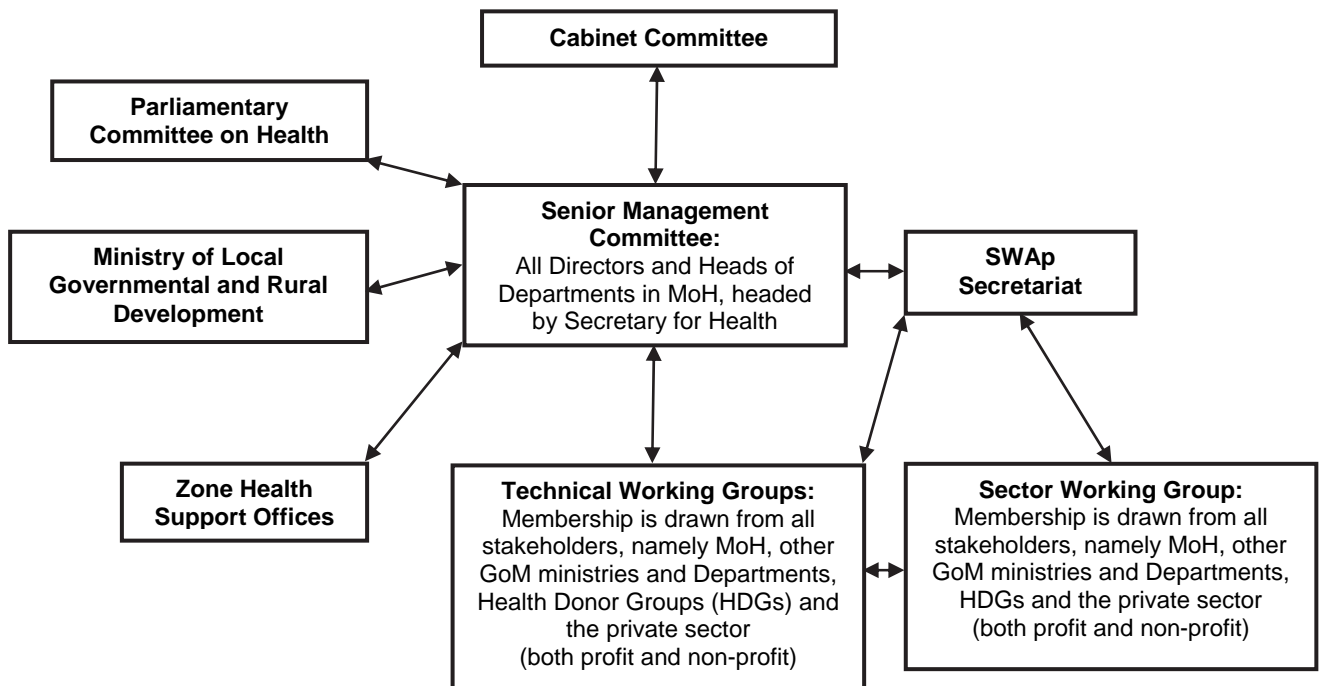 Cabinet Committee
Parliamentary
Committee on Health
Senior Management
Committee:
All Directors and Heads of
Departments in MoH, headed
by Secretary for Health
Ministry of Local
Governmental and Rural
Development
SWAp
Secretariat
Zone Health
Support Offices
Technical Working Groups:
Membership is drawn from all
stakeholders, namely MoH, other
GoM ministries and Departments,
Health Donor Groups (HDGs) and
the private sector
(both profit and non-profit)
Sector Working Group:
Membership is drawn from all
stakeholders, namely MoH, other
GoM ministries and Departments,
HDGs and the private sector
(both profit and non-profit)